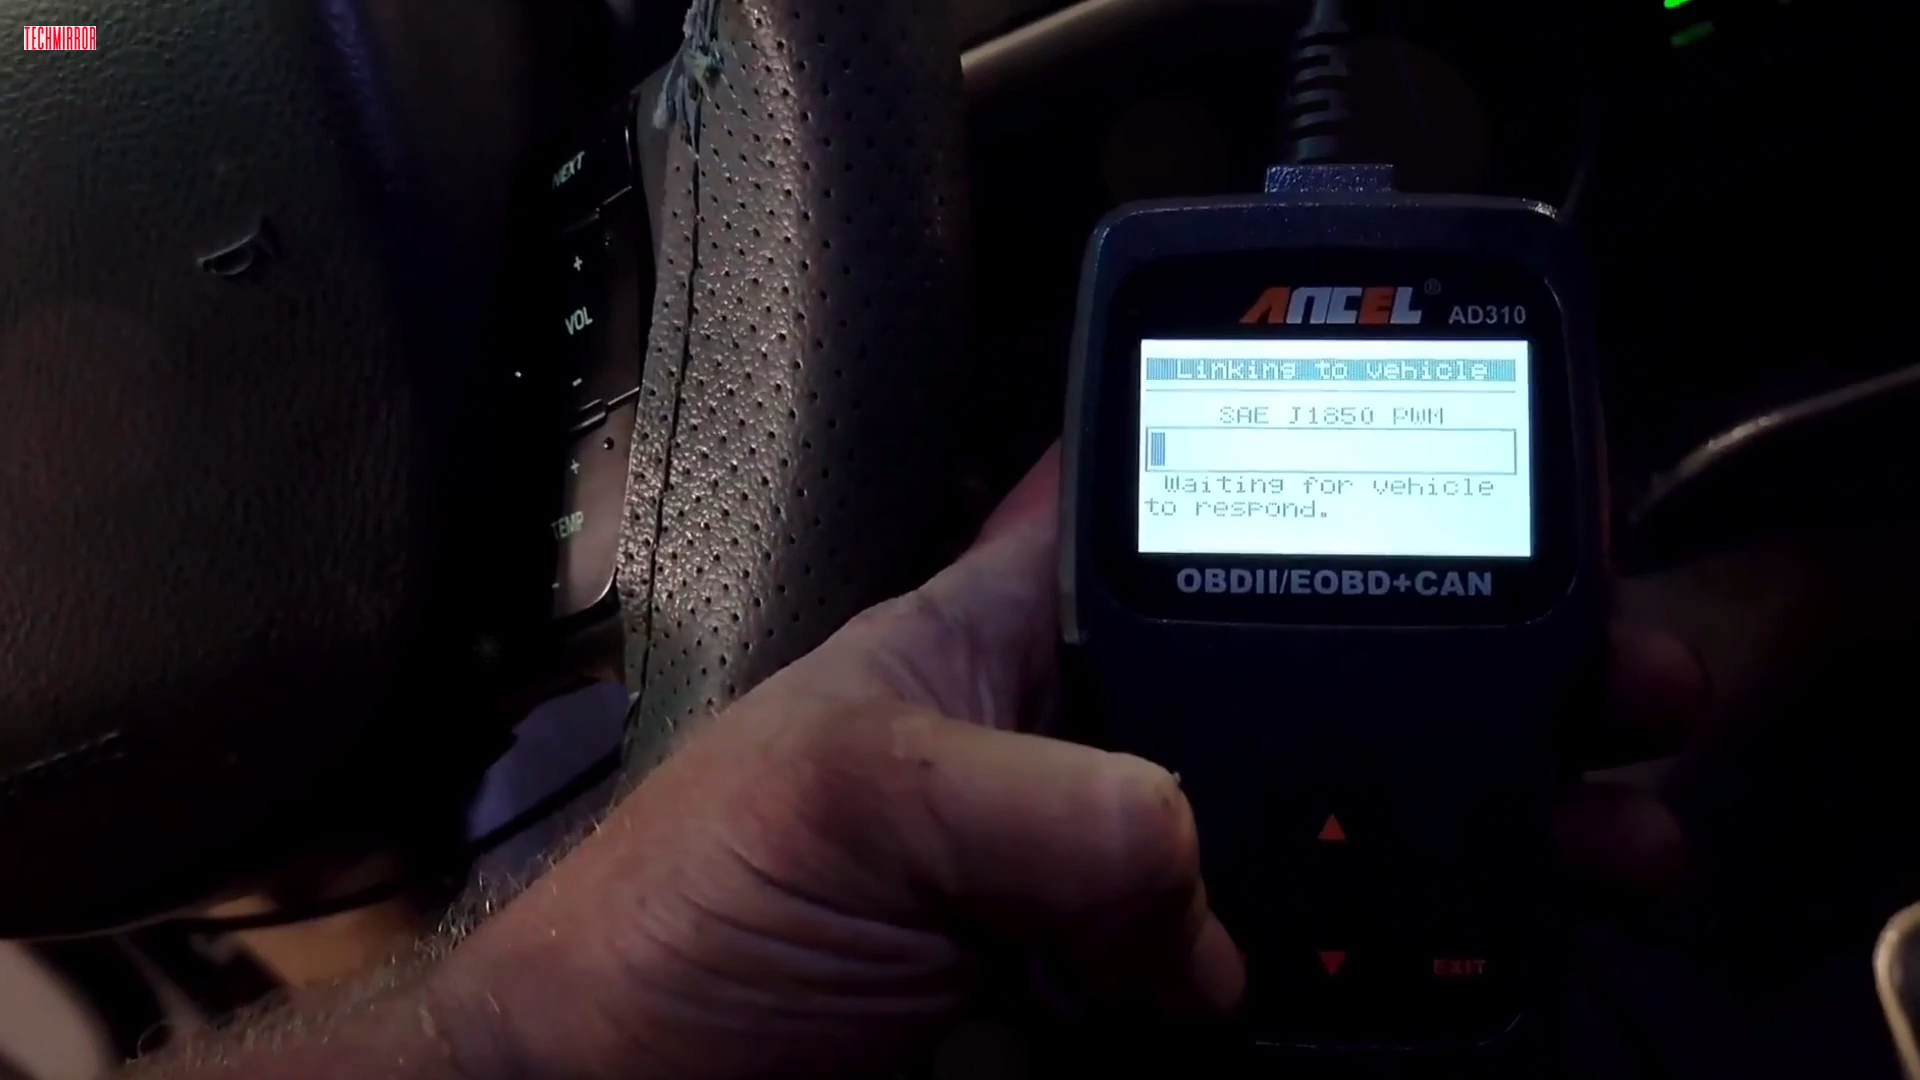 TECHMIRROR
NEXT
+
VOL
-
+
TEMP
-
ANCEL® AD310
Linking to vehicle
SAE J1850 PWM
Waiting for vehicle
to respond.
OBDII/EOBD+CAN
EXIT